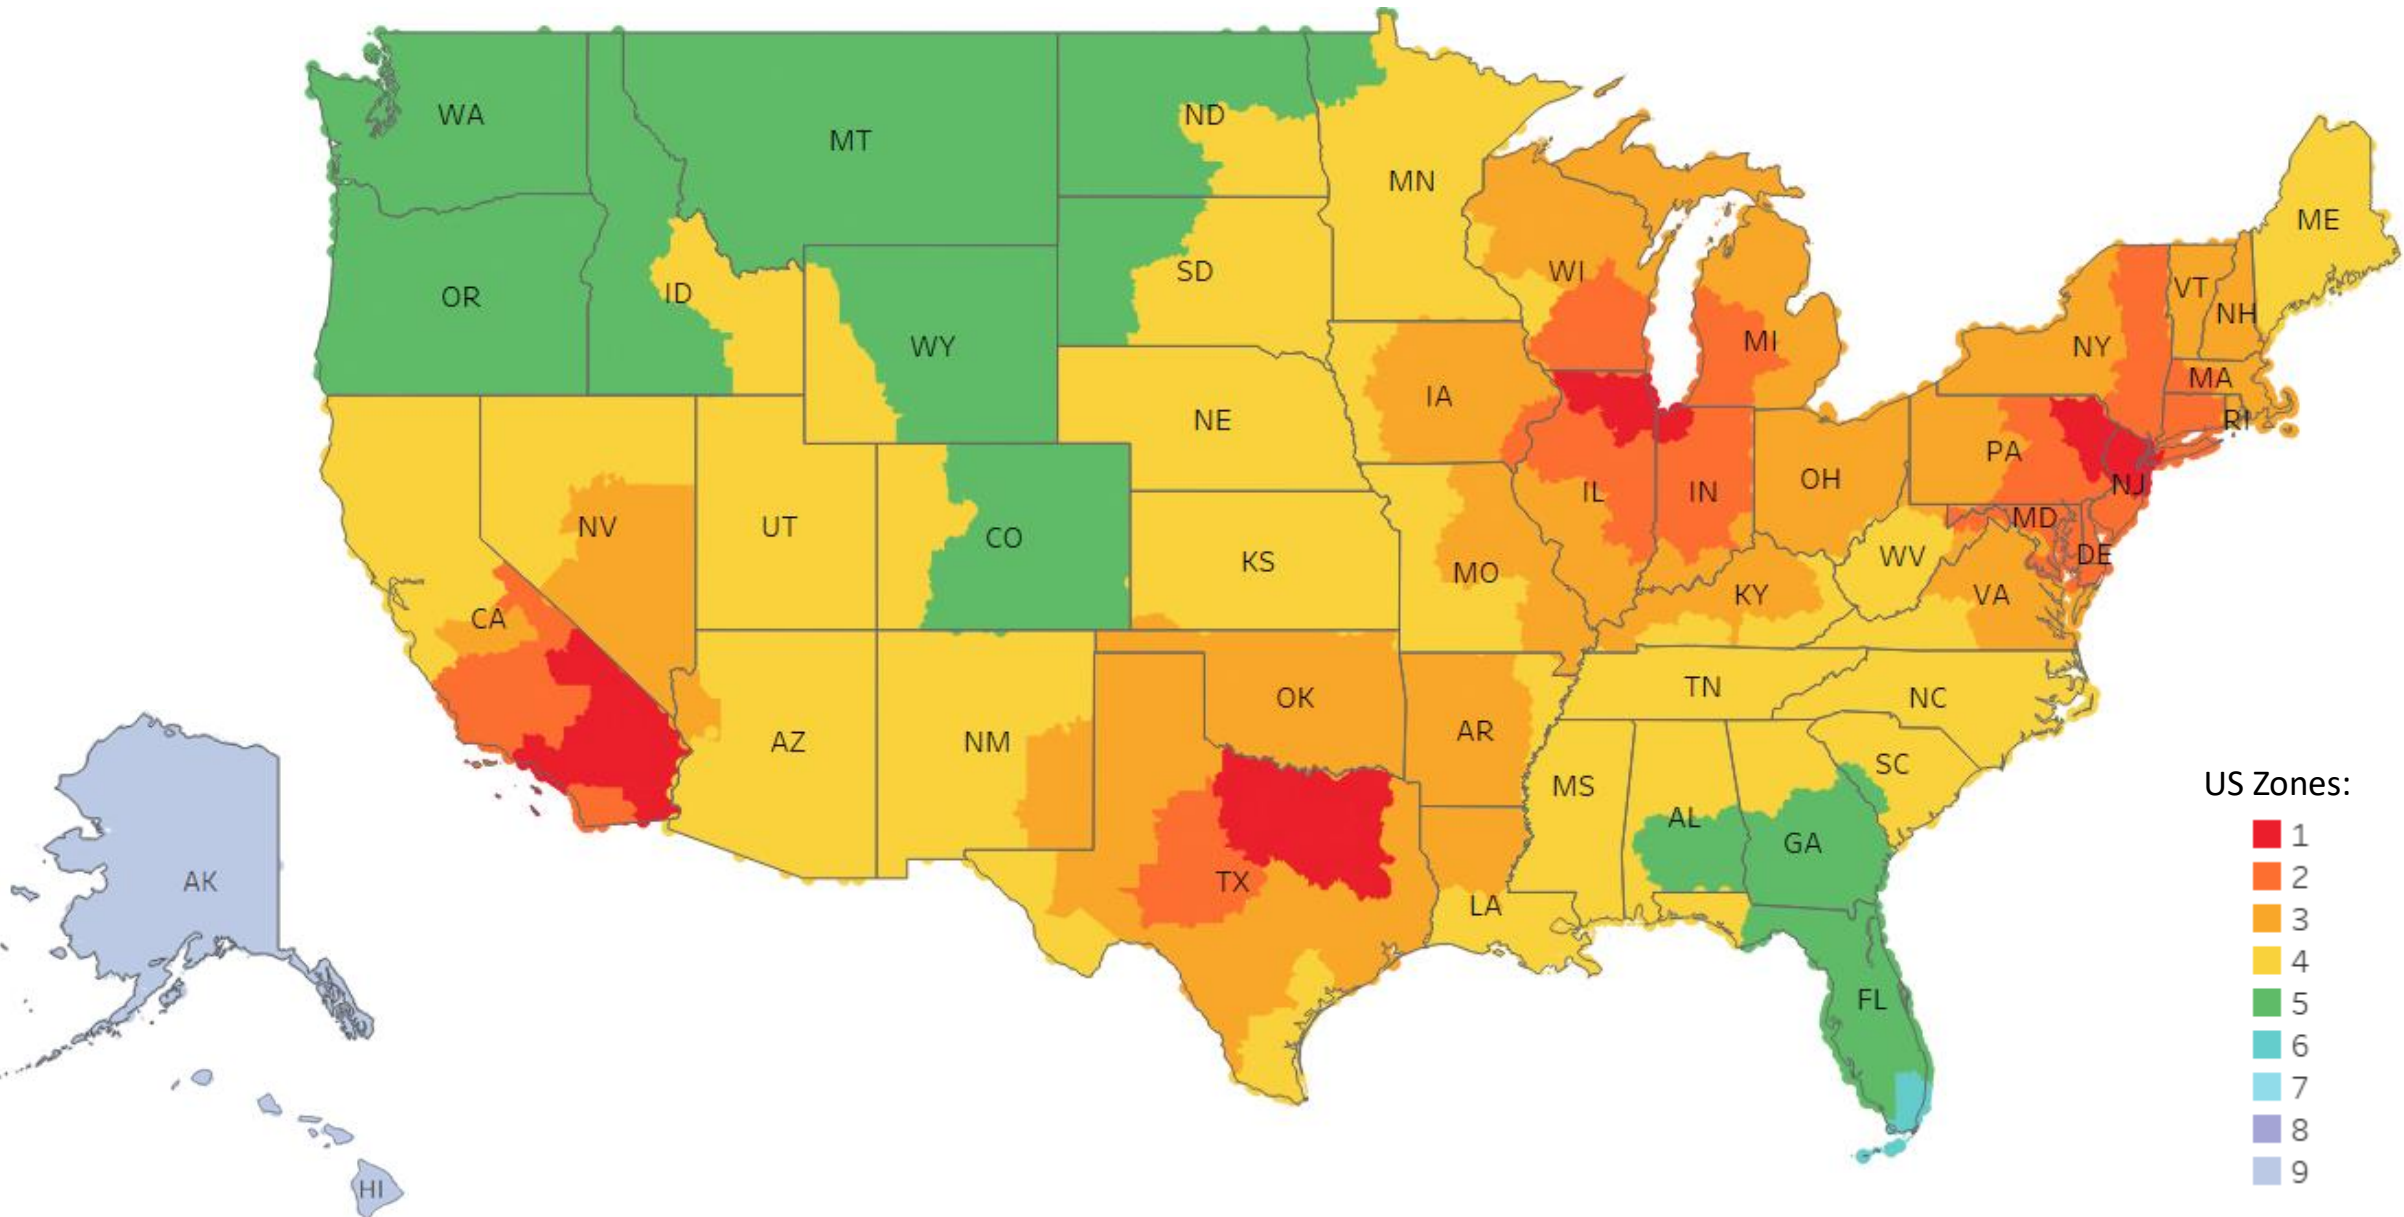 WA
MT
ND
MN
ME
OR
ID
WY
SD
WI
MI
NY
VT
NH
MA
RI
NE
IA
PA
NJ
NV
UT
CO
KS
MO
IL
IN
OH
MD
DE
WV
VA
KY
CA
AZ
NM
OK
AR
TN
NC
SC
MS
AL
GA
TX
LA
FL
AK
HI
US Zones:
1
2
3
4
5
6
7
8
9